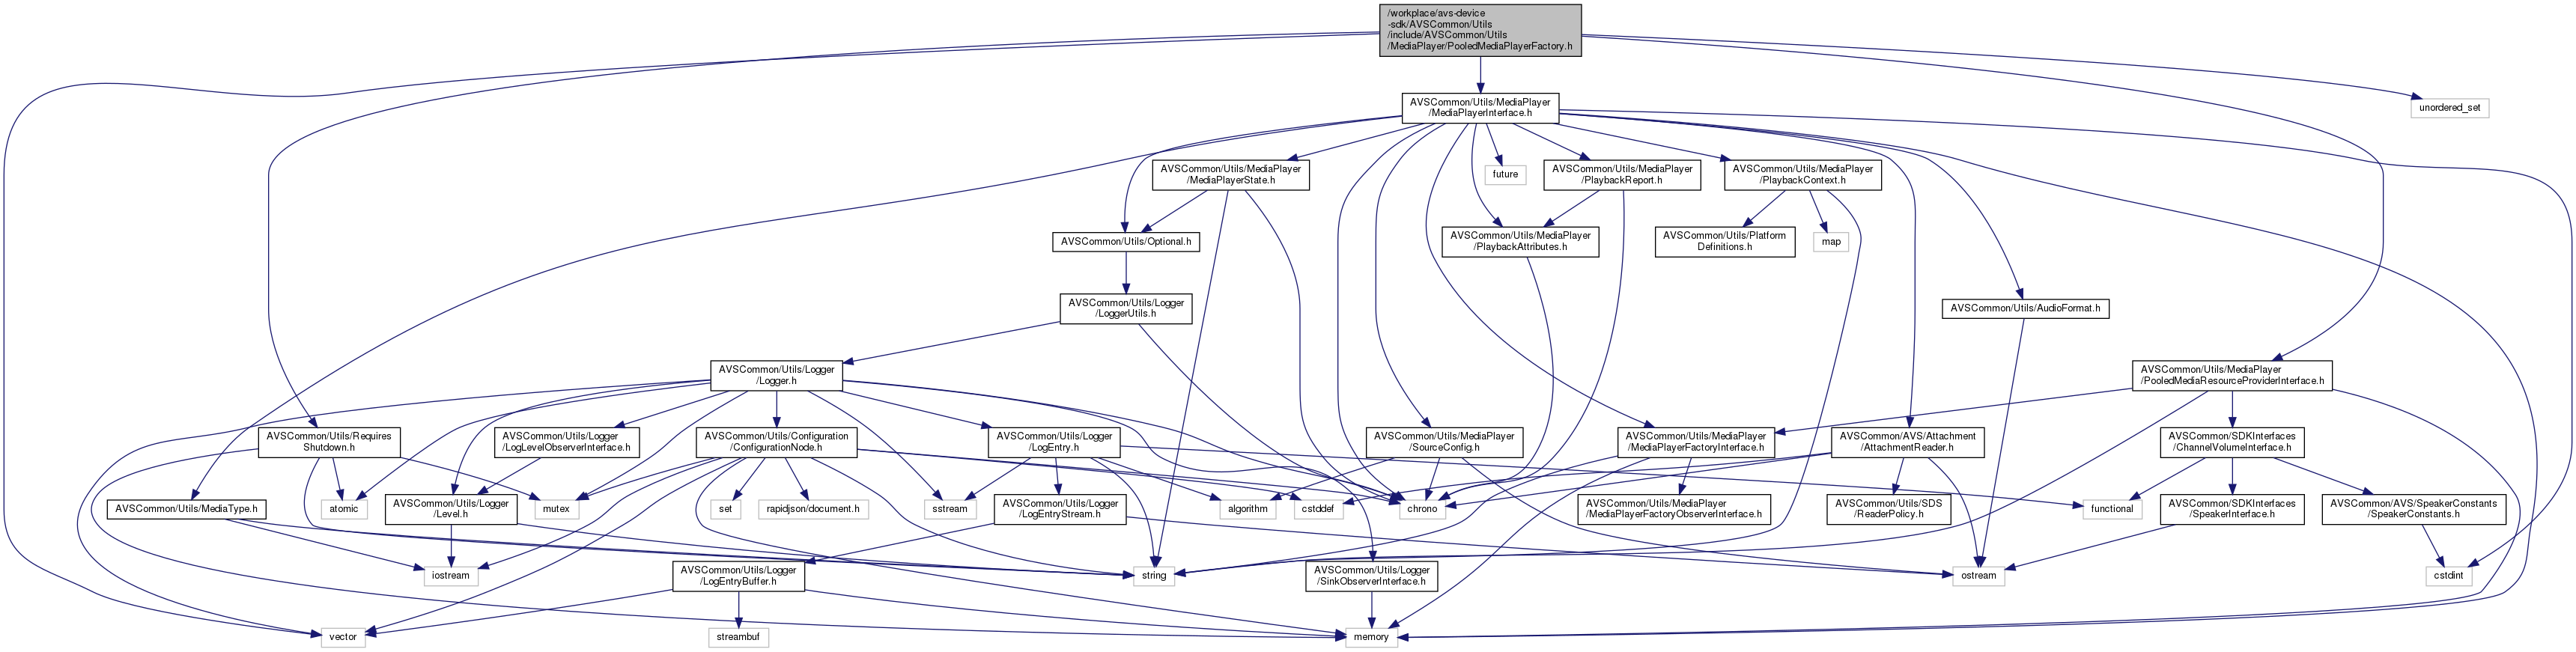 /workplace/avs-device
-sdk/AVSCommon/Utils
/include/AVSCommon/Utils
/MediaPlayer/PooledMediaPlayerFactory.h
AVSCommon/Utils/MediaPlayer
/MediaPlayerInterface.h
unordered_set
AVSCommon/Utils/MediaPlayer
/MediaPlayerState.h
future
AVSCommon/Utils/MediaPlayer
/PlaybackReport.h
AVSCommon/Utils/MediaPlayer
/PlaybackContext.h
AVSCommon/Utils/Optional.h
AVSCommon/Utils/MediaPlayer
/PlaybackAttributes.h
AVSCommon/Utils/Platform
Definitions.h
map
AVSCommon/Utils/Logger
/LoggerUtils.h
AVSCommon/Utils/AudioFormat.h
AVSCommon/Utils/Logger
/Logger.h
AVSCommon/Utils/MediaPlayer
/PooledMediaResourceProviderInterface.h
AVSCommon/Utils/Requires
Shutdown.h
AVSCommon/Utils/Logger
/LogLevelObserverInterface.h
AVSCommon/Utils/Configuration
/ConfigurationNode.h
AVSCommon/Utils/Logger
/LogEntry.h
AVSCommon/Utils/MediaPlayer
/SourceConfig.h
AVSCommon/Utils/MediaPlayer
/MediaPlayerFactoryInterface.h
AVSCommon/AVS/Attachment
/AttachmentReader.h
AVSCommon/SDKInterfaces
/ChannelVolumeInterface.h
AVSCommon/Utils/MediaType.h
atomic
AVSCommon/Utils/Logger
/Level.h
mutex
set
rapidjson/document.h
sstream
AVSCommon/Utils/Logger
/LogEntryStream.h
algorithm
cstddef
chrono
AVSCommon/Utils/MediaPlayer
/MediaPlayerFactoryObserverInterface.h
AVSCommon/Utils/SDS
/ReaderPolicy.h
functional
AVSCommon/SDKInterfaces
/SpeakerInterface.h
AVSCommon/AVS/SpeakerConstants
/SpeakerConstants.h
iostream
AVSCommon/Utils/Logger
/LogEntryBuffer.h
string
AVSCommon/Utils/Logger
/SinkObserverInterface.h
ostream
cstdint
vector
streambuf
memory